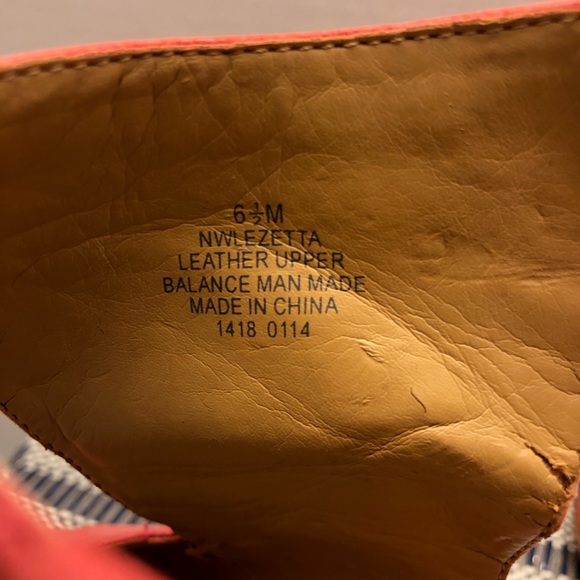 6½M
NWLEZETTA
LEATHER UPPER
BALANCE MAN MADE
MADE IN CHINA
1418 0114